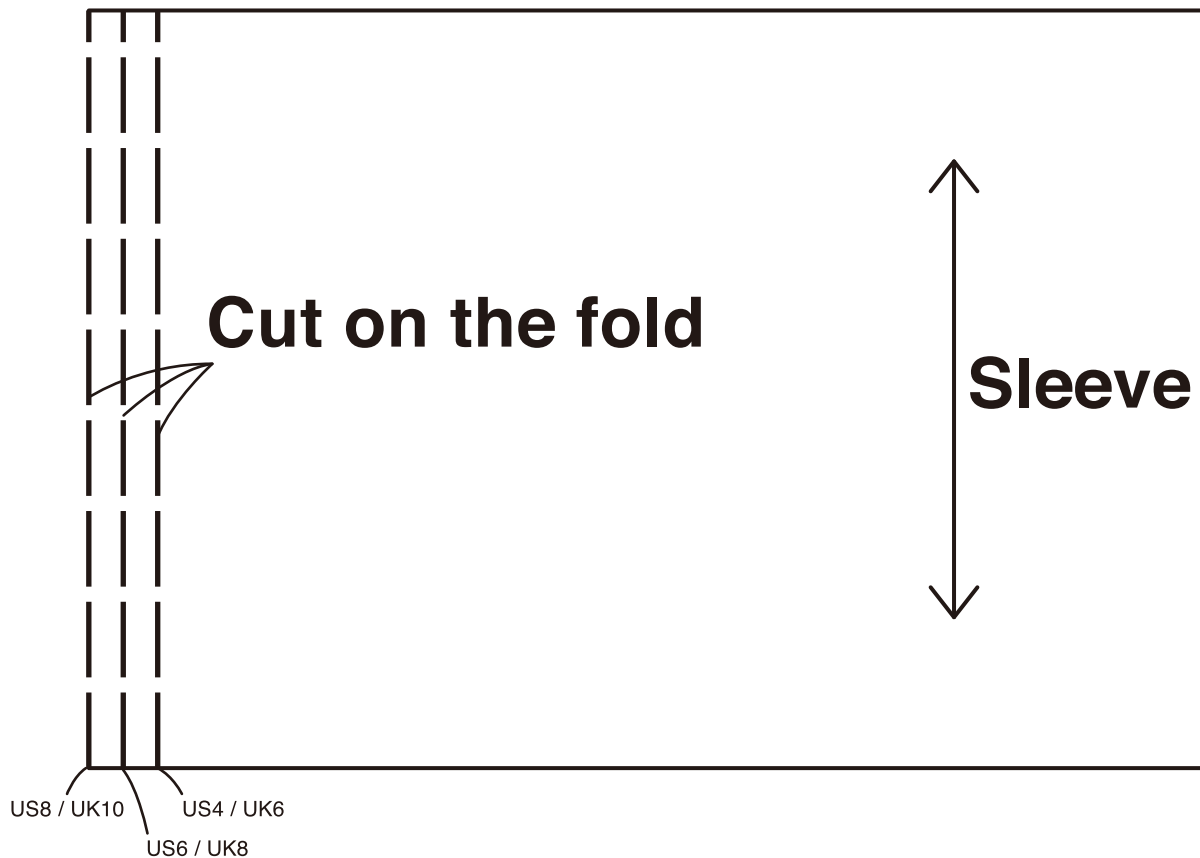 Cut on the fold
Sleeve
US8 / UK10
US4 / UK6
US6 / UK8